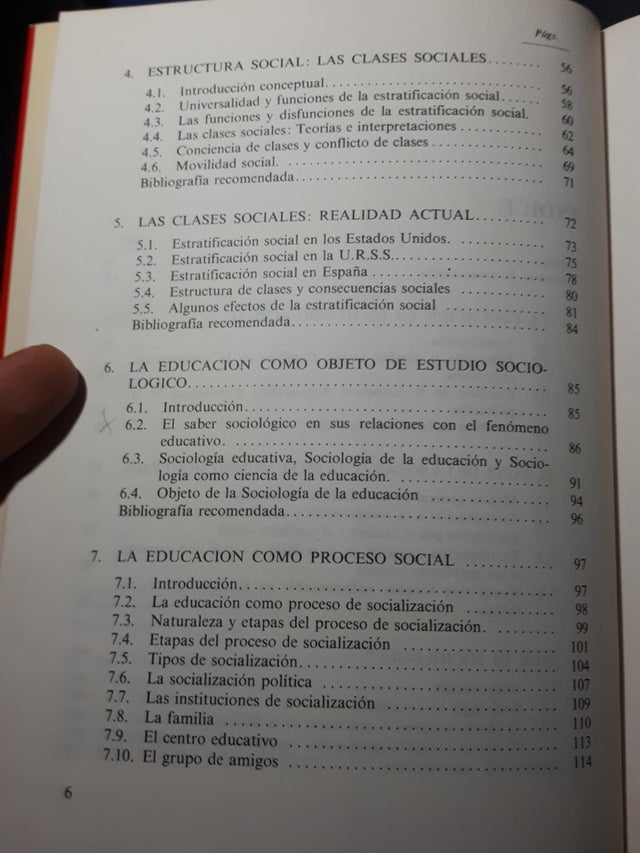 Págs.
4. ESTRUCTURA SOCIAL: LAS CLASES SOCIALES........ 56
4.1. Introducción conceptual.............................. 56
4.2. Universalidad y funciones de la estratificación social...... 58
4.3. Las funciones y disfunciones de la estratificación social. 60
4.4. Las clases sociales: Teorías e interpretaciones ............ 62
4.5. Conciencia de clases y conflicto de clases................ 64
4.6. Movilidad social. ................................... 69
Bibliografía recomendada................................ 71
5. LAS CLASES SOCIALES: REALIDAD ACTUAL.......... 72
5.1. Estratificación social en los Estados Unidos. ............ 73
5.2. Estratificación social en la U.R.S.S..................... 75
5.3. Estratificación social en España ....................... 78
5.4. Estructura de clases y consecuencias sociales ............ 80
5.5. Algunos efectos de la estratificación social .............. 81
Bibliografía recomendada................................ 84
6. LA EDUCACION COMO OBJETO DE ESTUDIO SOCIO-
LOGICO............................................. 85
6.1. Introducción....................................... 85
6.2. El saber sociológico en sus relaciones con el fenómeno
educativo. ........................................ 86
6.3. Sociología educativa, Sociología de la educación y Socio-
logía como ciencia de la educación. .................... 91
6.4. Objeto de la Sociología de la educación ................ 94
Bibliografía recomendada................................ 96
7. LA EDUCACION COMO PROCESO SOCIAL ............ 97
7.1. Introducción....................................... 97
7.2. La educación como proceso de socialización ............ 98
7.3. Naturaleza y etapas del proceso de socialización. ........ 99
7.4. Etapas del proceso de socialización .................... 101
7.5. Tipos de socialización............................... 104
7.6. La socialización política ............................. 107
7.7. Las instituciones de socialización ..................... 109
7.8. La familia ......................................... 110
7.9. El centro educativo ................................. 113
7.10. El grupo de amigos ................................. 114
6